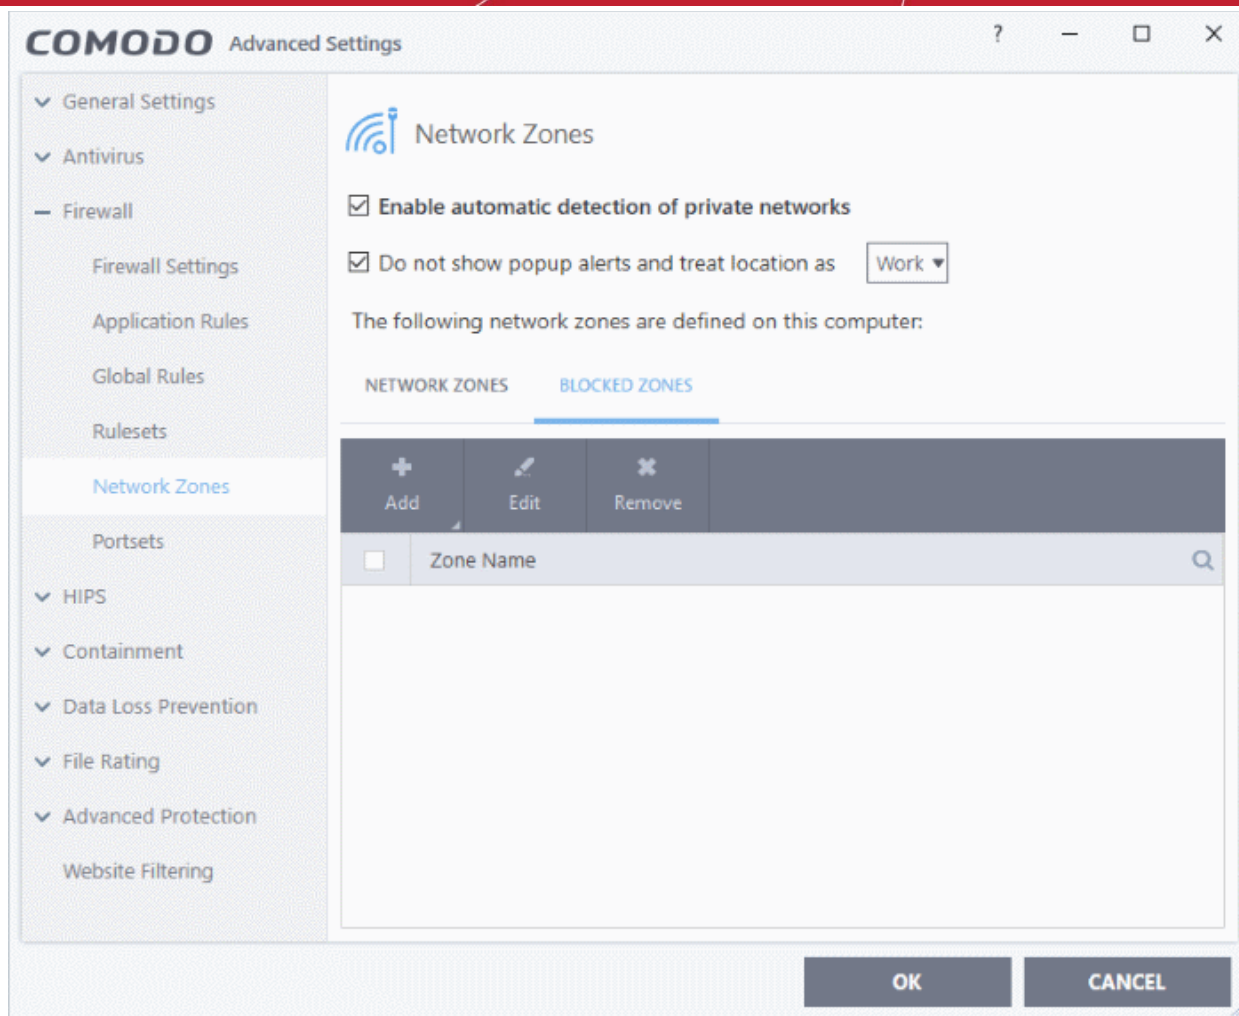 COMODO Advanced Settings ?
General Settings
Antivirus
Firewall
Firewall Settings
Application Rules
Global Rules
Rulesets
Network Zones
Portsets
HIPS
Containment
Data Loss Prevention
File Rating
Advanced Protection
Website Filtering
Network Zones
Enable automatic detection of private networks
Do not show popup alerts and treat location as Work
The following network zones are defined on this computer:
NETWORK ZONES BLOCKED ZONES
Add Edit Remove
Zone Name
OK CANCEL